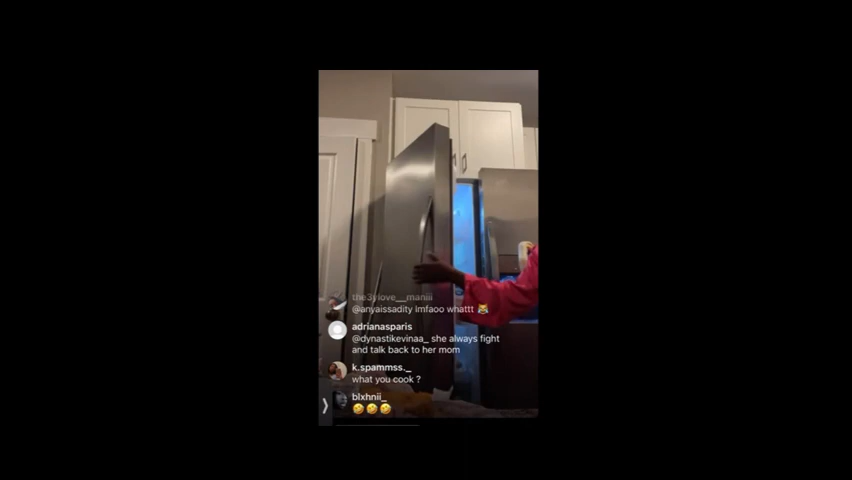 the3ylove__maniii
@anyaissadity lmfaoo whattt 😹
adrianasparis
@dynastikevinaa_ she always fight
and talk back to her mom
k.spammss._
what you cook ?
blxhnii_
🤣🤣🤣